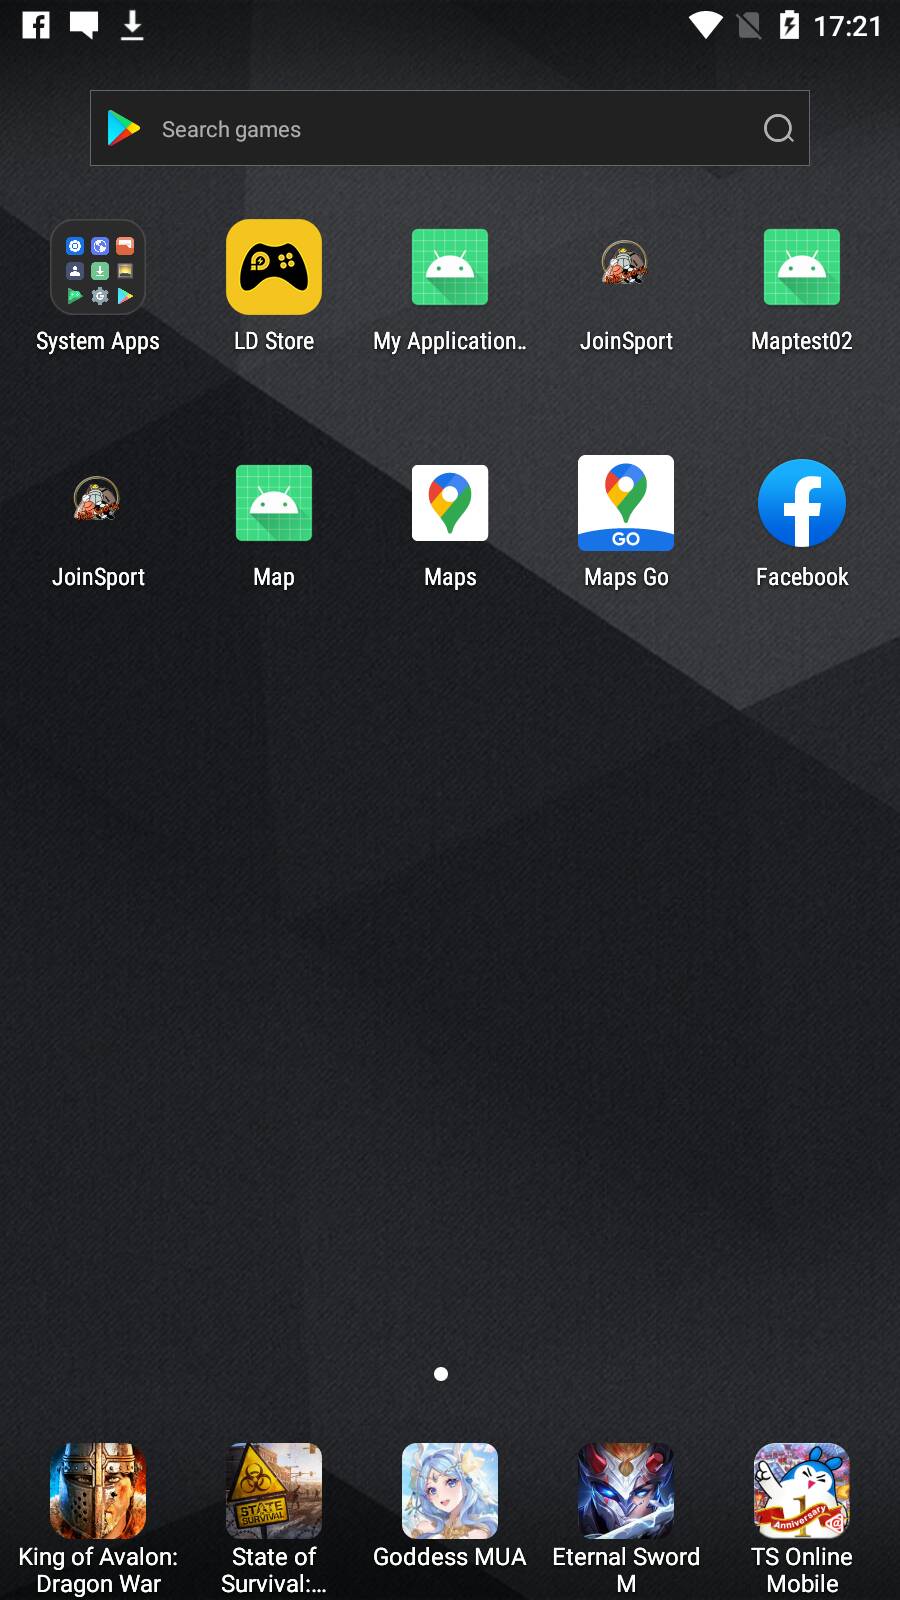 17:21
Search games
System Apps
LD Store
My Application..
JoinSport
Maptest02
JoinSport
Map
Maps
GO
Maps Go
Facebook
STATE
SURVIVAL
Anniversary
King of Avalon:
Dragon War
State of
Survival:...
Goddess MUA
Eternal Sword
M
TS Online
Mobile